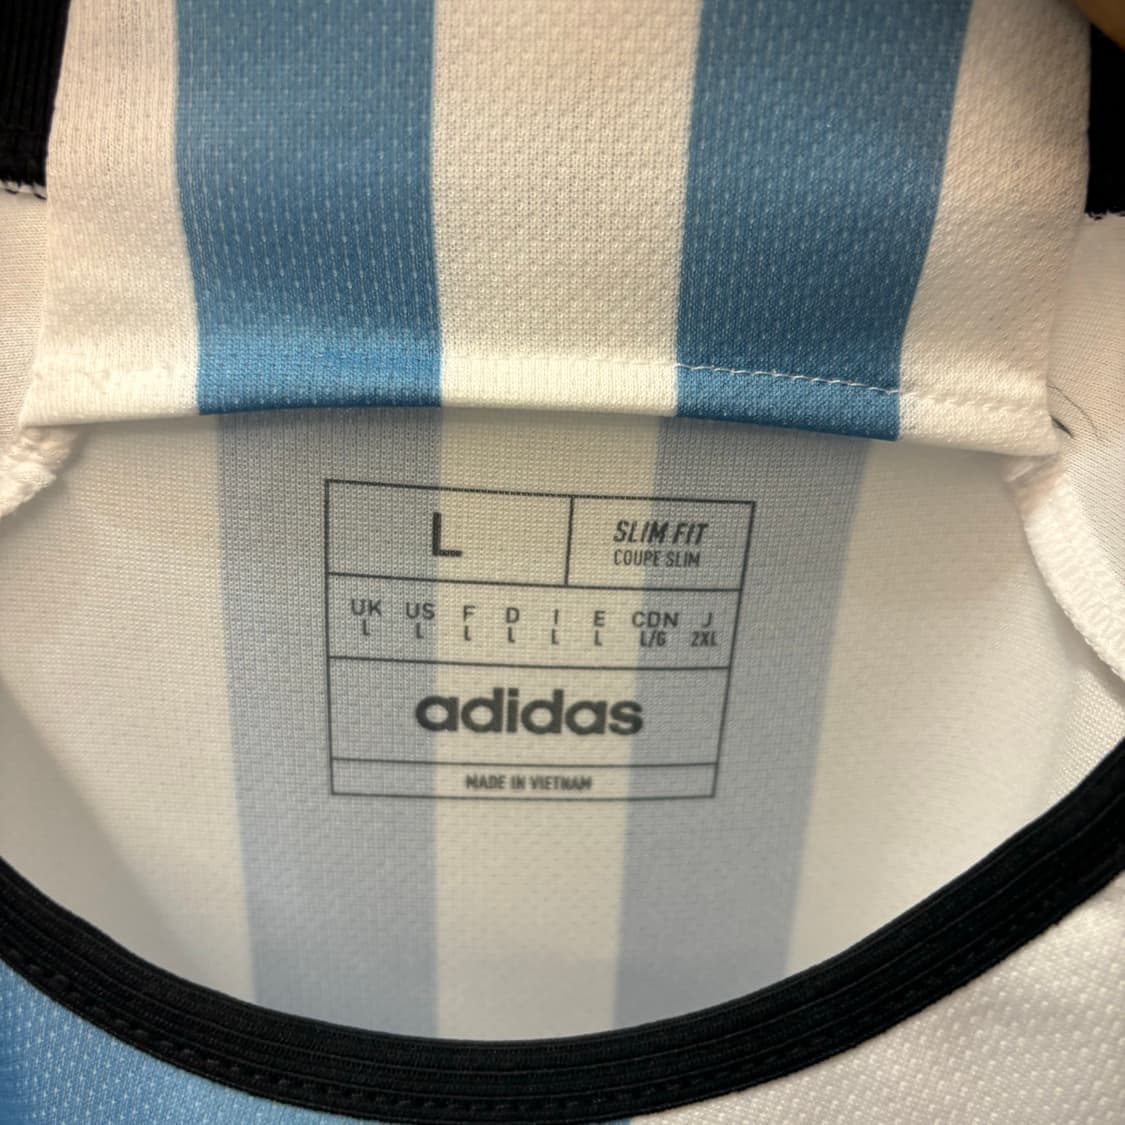 L
SLIM FIT
COUPE SLIM
UK US F D I E CDN J
L L L L L L L/G 2XL
adidas
MADE IN VIETNAM